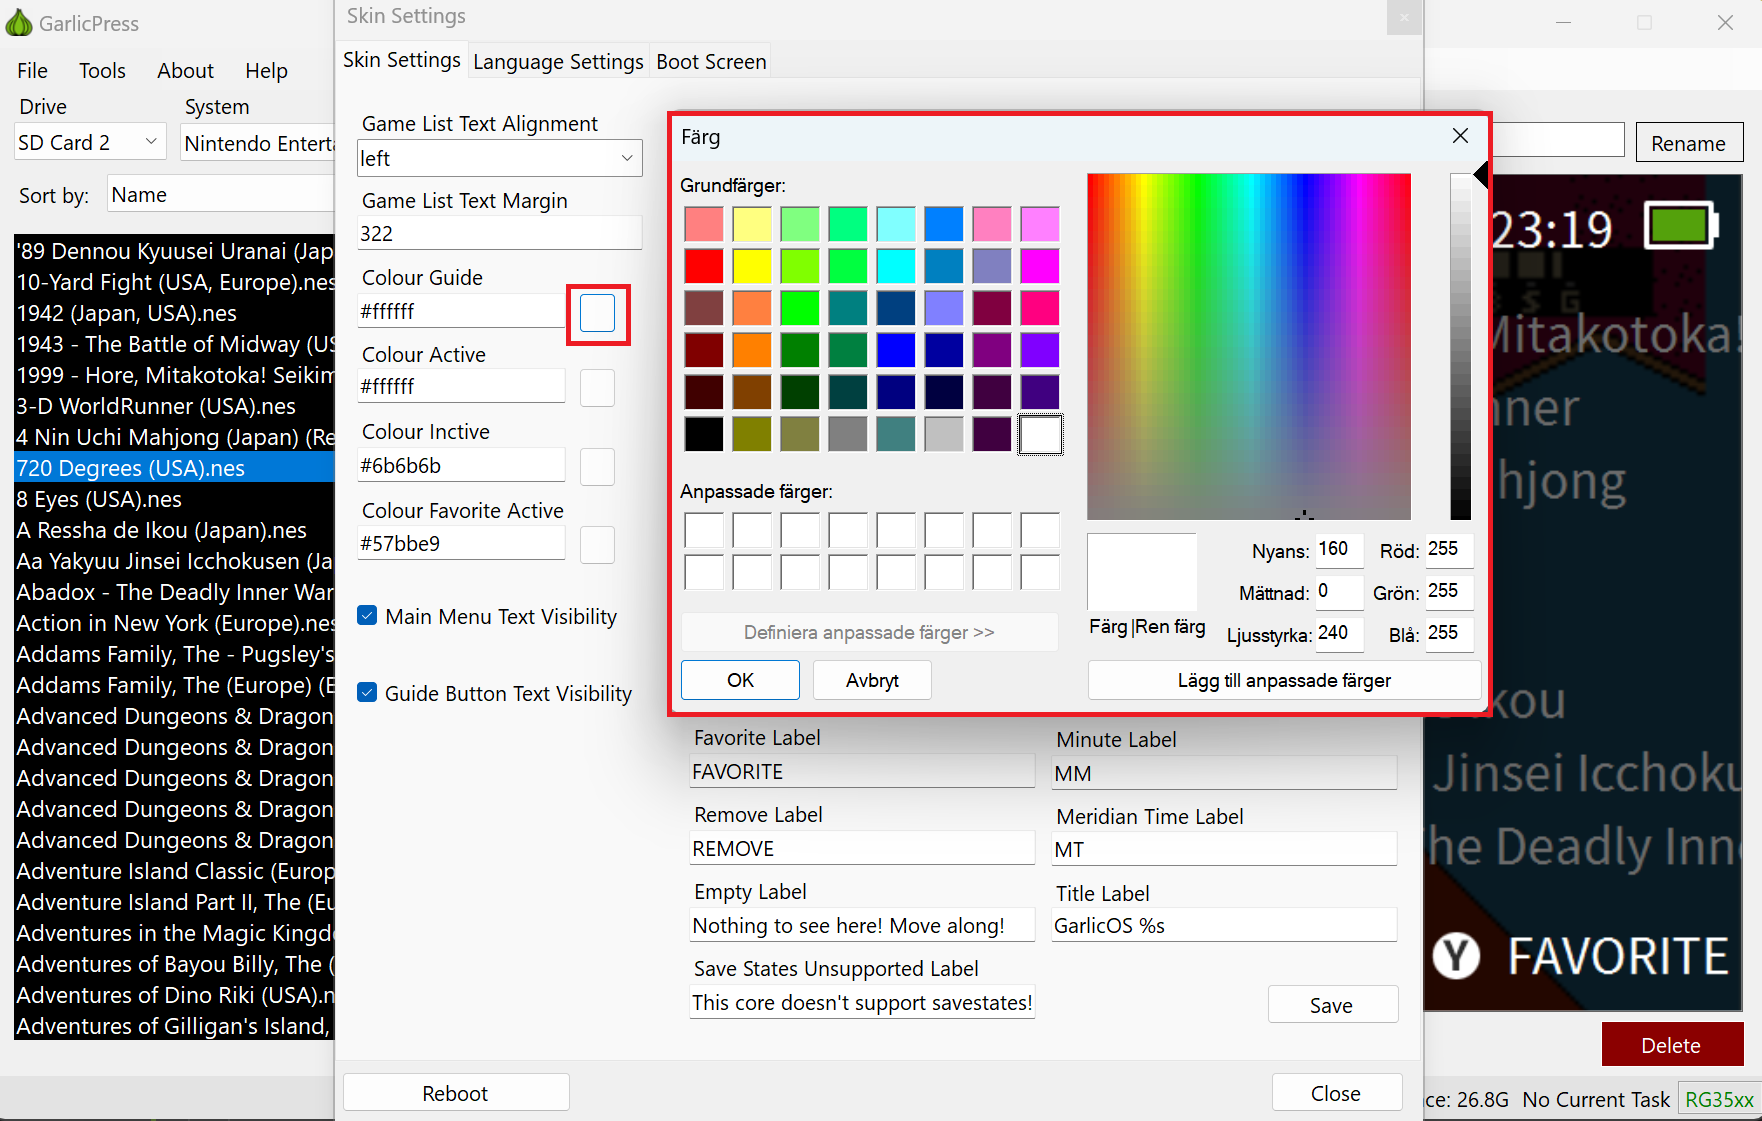 GarlicPress
File Tools About Help
Drive System
SD Card 2 Nintendo Enterta
Sort by: Name
'89 Dennou Kyuusei Uranai (Jap
10-Yard Fight (USA, Europe).nes
1942 (Japan, USA).nes
1943 - The Battle of Midway (US
1999 - Hore, Mitakotoka! Seikim
3-D WorldRunner (USA).nes
4 Nin Uchi Mahjong (Japan) (Re
720 Degrees (USA).nes
8 Eyes (USA).nes
A Ressha de Ikou (Japan).nes
Aa Yakyuu Jinsei Icchokusen (Ja
Abadox - The Deadly Inner War
Action in New York (Europe).nes
Addams Family, The - Pugsley's
Addams Family, The (Europe) (E
Advanced Dungeons & Dragon
Advanced Dungeons & Dragon
Advanced Dungeons & Dragon
Advanced Dungeons & Dragon
Advanced Dungeons & Dragon
Adventure Island Classic (Europ
Adventure Island Part II, The (Eu
Adventures in the Magic Kingdo
Adventures of Bayou Billy, The (
Adventures of Dino Riki (USA).n
Adventures of Gilligan's Island,
Skin Settings
Skin Settings Language Settings Boot Screen
Game List Text Alignment
left
Game List Text Margin
322
Colour Guide
#ffffff
Colour Active
#ffffff
Colour Inctive
#6b6b6b
Colour Favorite Active
#57bbe9
Main Menu Text Visibility
Guide Button Text Visibility
Färg
Grundfärger:
Anpassade färger:
Definiera anpassade färger >>
OK Avbryt
Färg|Ren färg
Nyans: 160 Röd: 255
Mättnad: 0 Grön: 255
Ljusstyrka: 240 Blå: 255
Lägg till anpassade färger
Favorite Label
FAVORITE
Remove Label
REMOVE
Empty Label
Nothing to see here! Move along!
Save States Unsupported Label
This core doesn't support savestates!
Minute Label
MM
Meridian Time Label
MT
Title Label
GarlicOS %s
Save
Reboot Close
Rename
23:19
Mitakotoka!
nner
hjong
kou
Jinsei Icchoku
he Deadly Inne
Y FAVORITE
Delete
ce: 26.8G No Current Task RG35xx